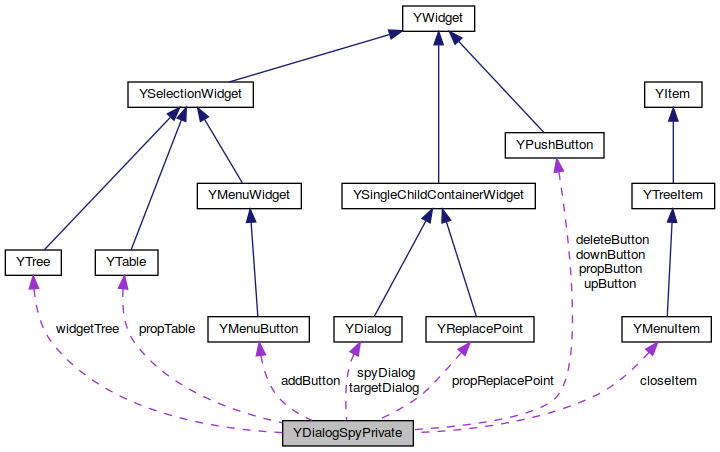 YWidget
YSelectionWidget
YItem
YPushButton
YMenuWidget
YSingleChildContainerWidget
YTreeItem
deleteButton
downButton
propButton
upButton
YTree
YTable
widgetTree
propTable
YMenuButton
YDialog
YReplacePoint
YMenuItem
addButton
spyDialog
targetDialog
propReplacePoint
closeItem
YDialogSpyPrivate